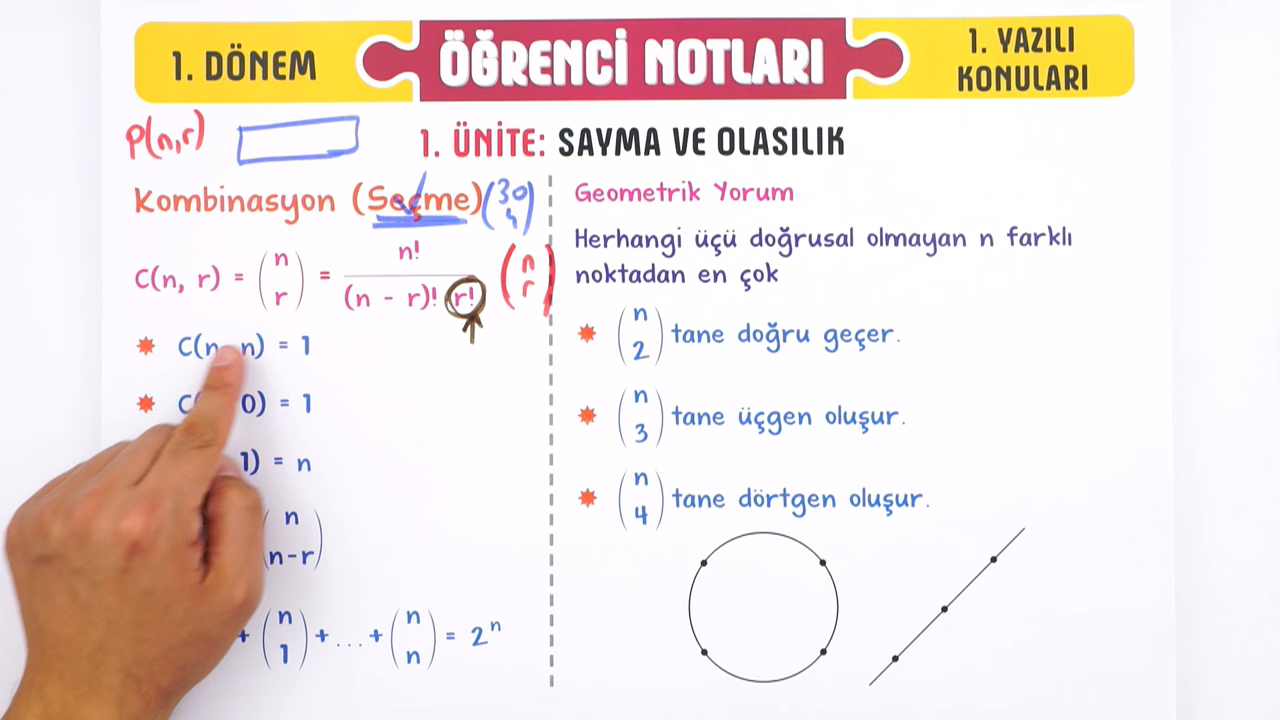 1. DÖNEM
ÖĞRENCİ NOTLARI
1. YAZILI
KONULARI
P(n,r)
1. ÜNİTE: SAYMA VE OLASILIK
Kombinasyon (Seçme) (30 4)
C(n, r) = (n r) = n! / (n - r)! r! (n r)
C(n, n) = 1
C( 0) = 1
1) = n
(n n-r)
+ (n 1) + ... + (n n) = 2ⁿ
Geometrik Yorum
Herhangi üçü doğrusal olmayan n farklı
noktadan en çok
(n 2) tane doğru geçer.
(n 3) tane üçgen oluşur.
(n 4) tane dörtgen oluşur.